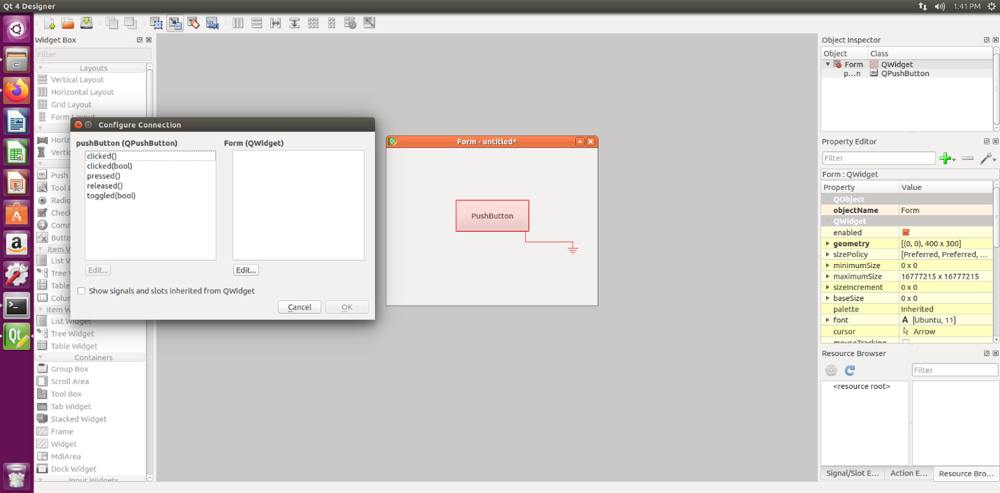 Qt 4 Designer
1:41 PM
Widget Box
Filter
Layouts
Vertical Layout
Horizontal Layout
Grid Layout
Form Layout
Horiz
Vertic
Push
Tool B
Radio
Check
Comm
Butto
Item V
List V
Tree V
Table
Colum
Item W
List Widget
Tree Widget
Table Widget
Containers
Group Box
Scroll Area
Tool Box
Tab Widget
Stacked Widget
Frame
Widget
MdiArea
Dock Widget
Input Widgets
Configure Connection
pushButton (QPushButton)
clicked()
clicked(bool)
pressed()
released()
toggled(bool)
Edit...
Form (QWidget)
Edit...
Show signals and slots inherited from QWidget
Cancel
OK
Form - untitled*
PushButton
Object Inspector
Object Class
Form QWidget
p...n QPushButton
Property Editor
Filter
Form : QWidget
Property Value
QObject
objectName Form
QWidget
enabled
geometry [(0, 0), 400 x 300]
sizePolicy [Preferred, Preferred, ...
minimumSize 0 x 0
maximumSize 16777215 x 16777215
sizeIncrement 0 x 0
baseSize 0 x 0
palette Inherited
font A [Ubuntu, 11]
cursor Arrow
mouseTracking
Resource Browser
Filter
<resource root>
Signal/Slot E... Action E... Resource Bro...